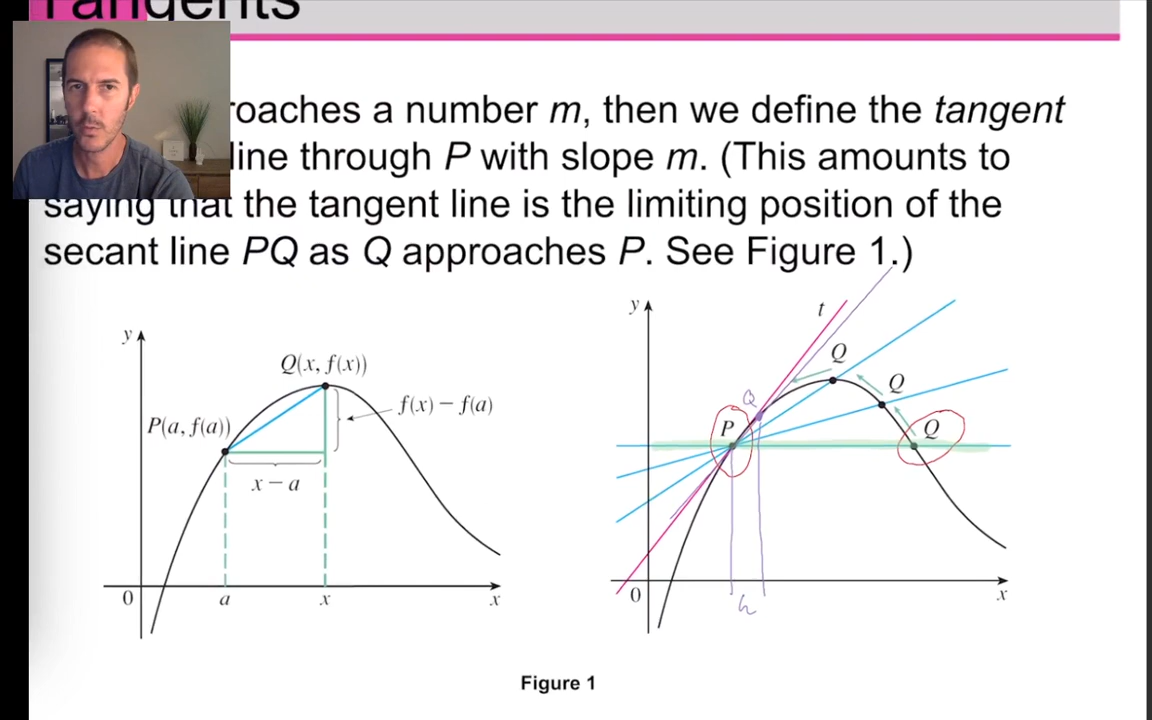 Tangents
roaches a number m, then we define the tangent
line through P with slope m. (This amounts to
saying that the tangent line is the limiting position of the
secant line PQ as Q approaches P. See Figure 1.)
y
Q(x, f(x))
P(a, f(a))
f(x) − f(a)
x − a
0
a
x
x
y
t
Q
Q
Q
Q
P
0
h
x
Figure 1